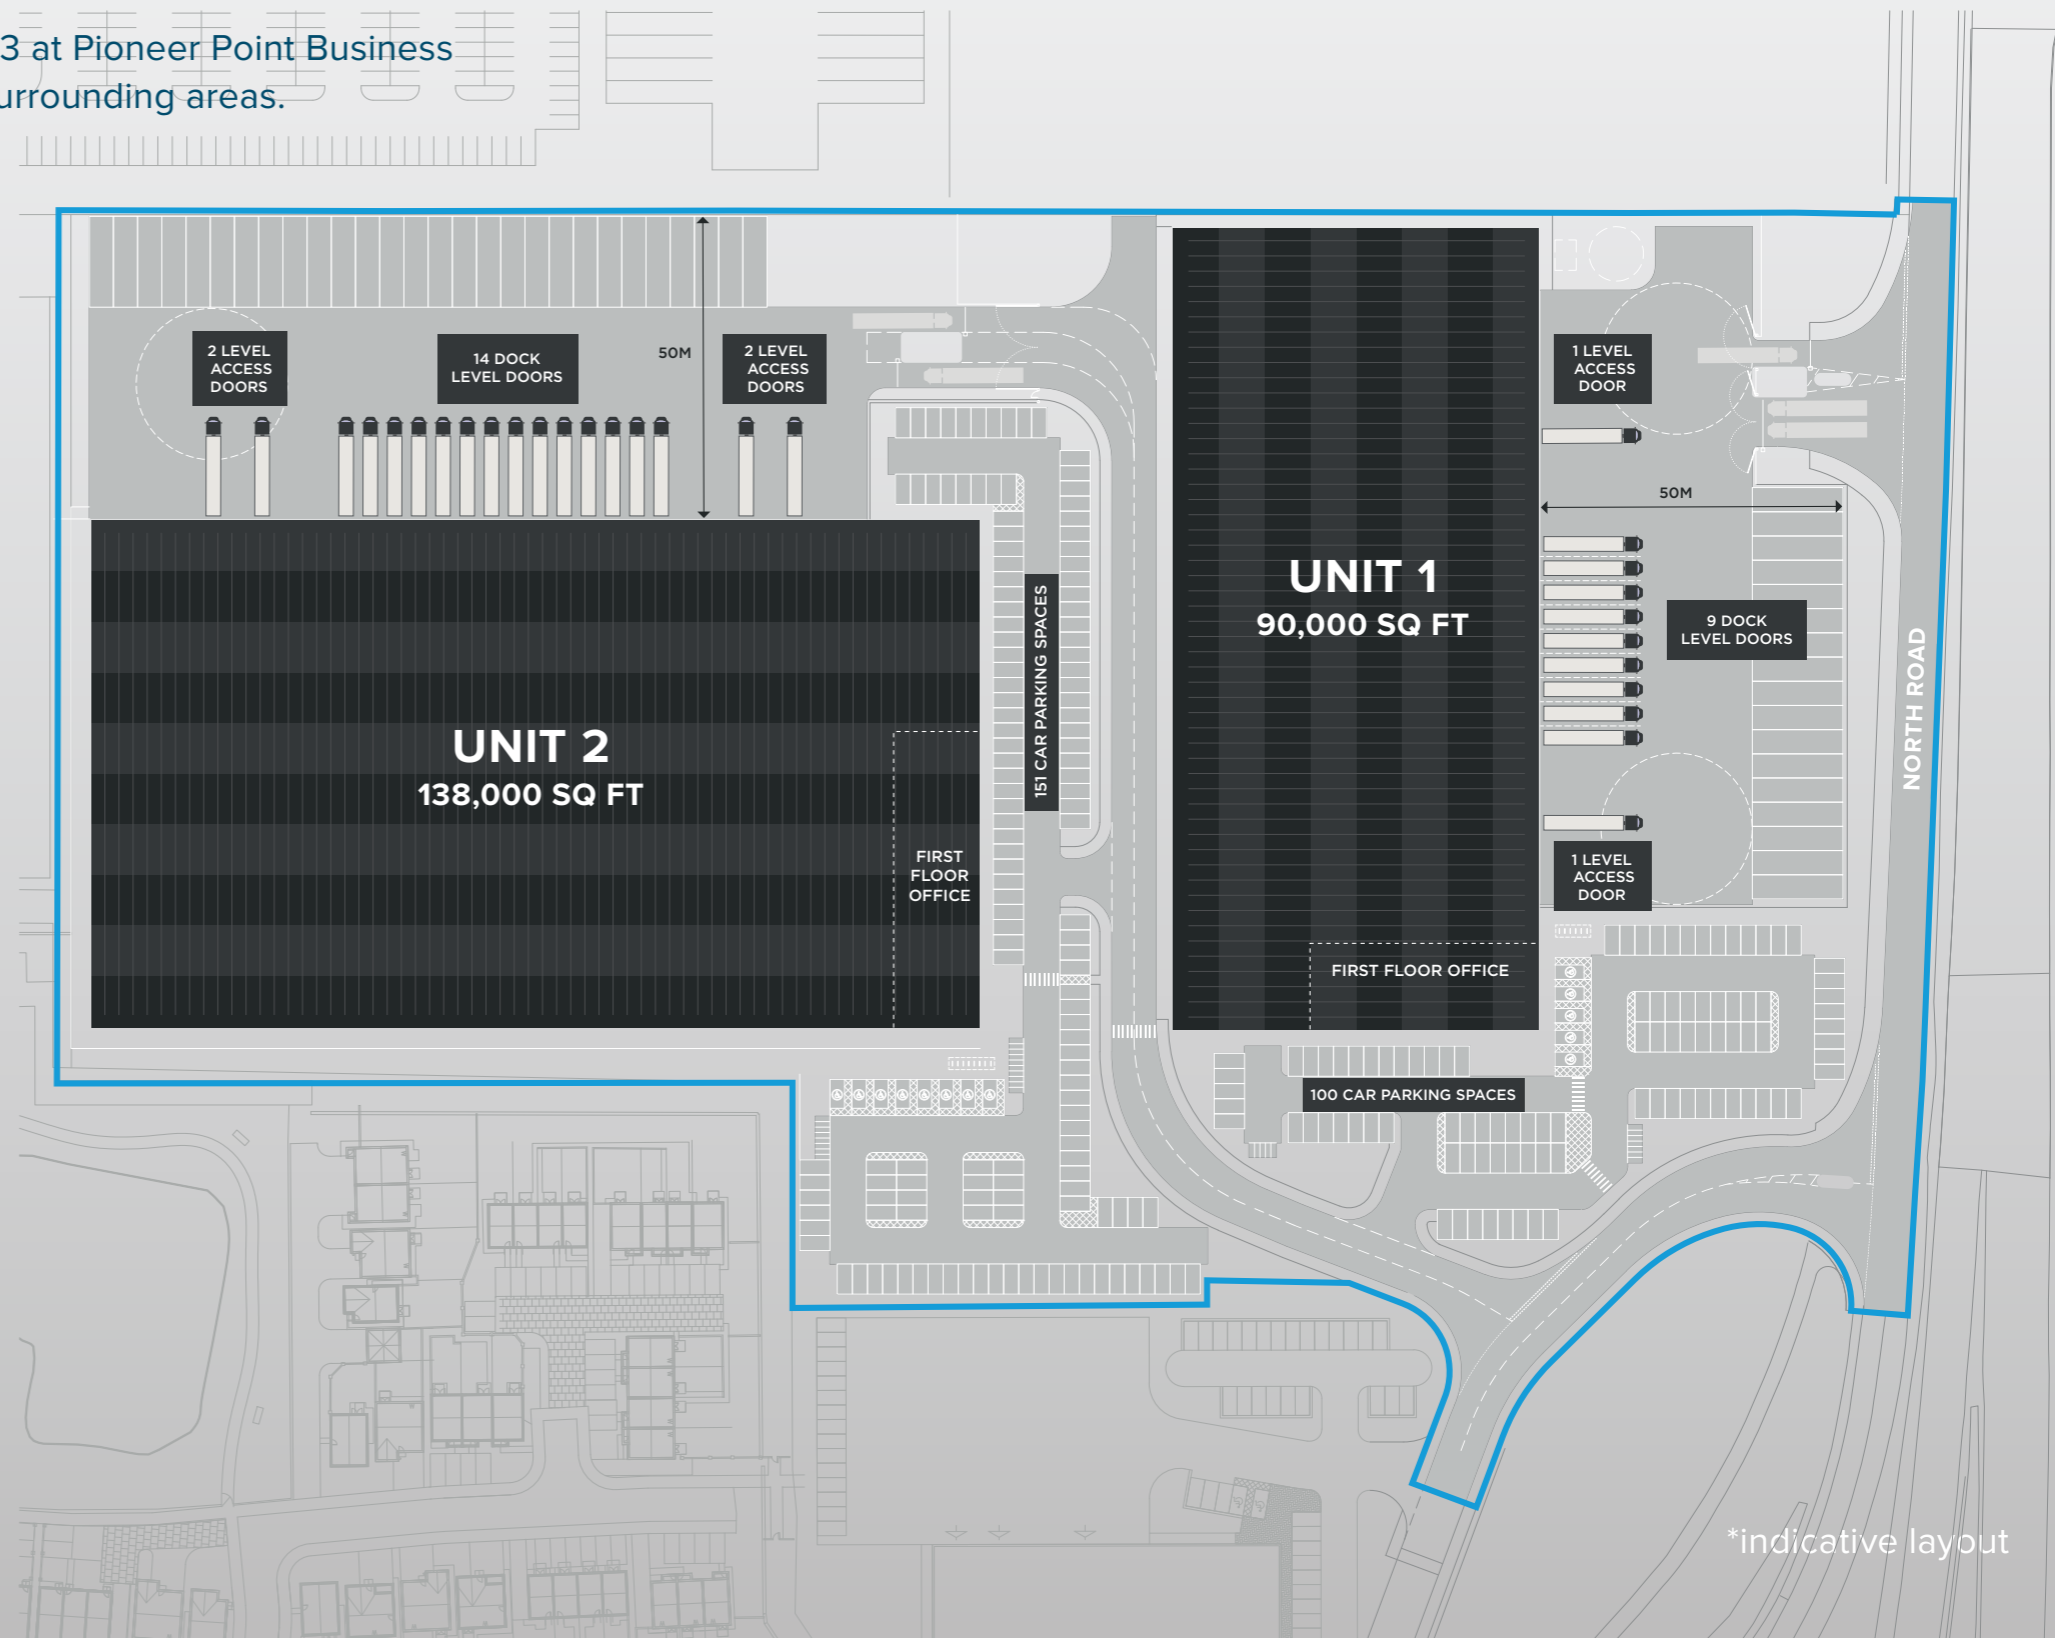 3 at Pioneer Point Business
urrounding areas.
2 LEVEL
ACCESS
DOORS
14 DOCK
LEVEL DOORS
50M
2 LEVEL
ACCESS
DOORS
1 LEVEL
ACCESS
DOOR
50M
UNIT 1
90,000 SQ FT
9 DOCK
LEVEL DOORS
NORTH ROAD
151 CAR PARKING SPACES
UNIT 2
138,000 SQ FT
FIRST
FLOOR
OFFICE
1 LEVEL
ACCESS
DOOR
FIRST FLOOR OFFICE
100 CAR PARKING SPACES
*indicative layout